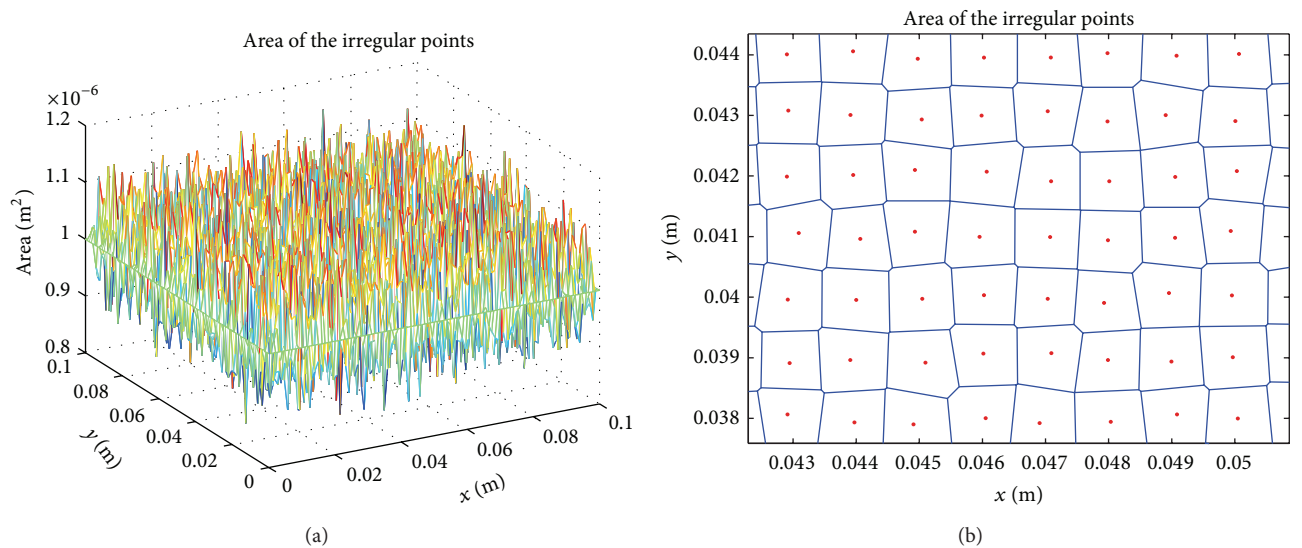 Area of the irregular points
×10−6
1.2
1.1
1
0.9
0.8
Area (m2)
0.1
0.08
0.06
0.04
0.02
0
y (m)
0
0.02
0.04
0.06
0.08
0.1
x (m)
(a)
Area of the irregular points
0.044
0.043
0.042
0.041
0.04
0.039
0.038
y (m)
0.043 0.044 0.045 0.046 0.047 0.048 0.049 0.05
x (m)
(b)